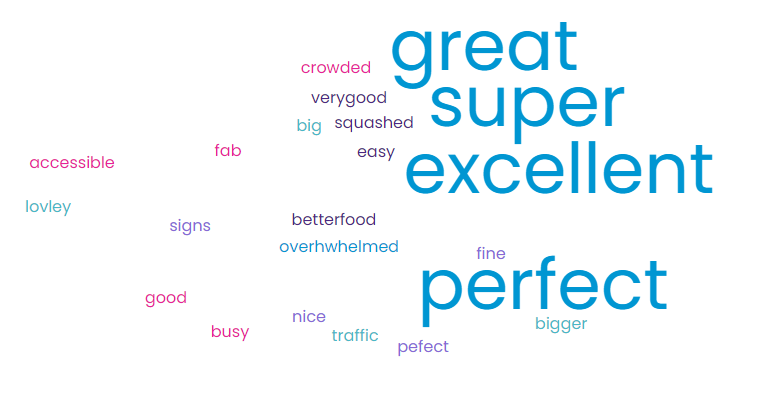 great
crowded
super
verygood
big
squashed
easy
fab
accessible
excellent
lovley
signs
betterfood
overhwhelmed
fine
perfect
good
nice
bigger
busy
traffic
pefect